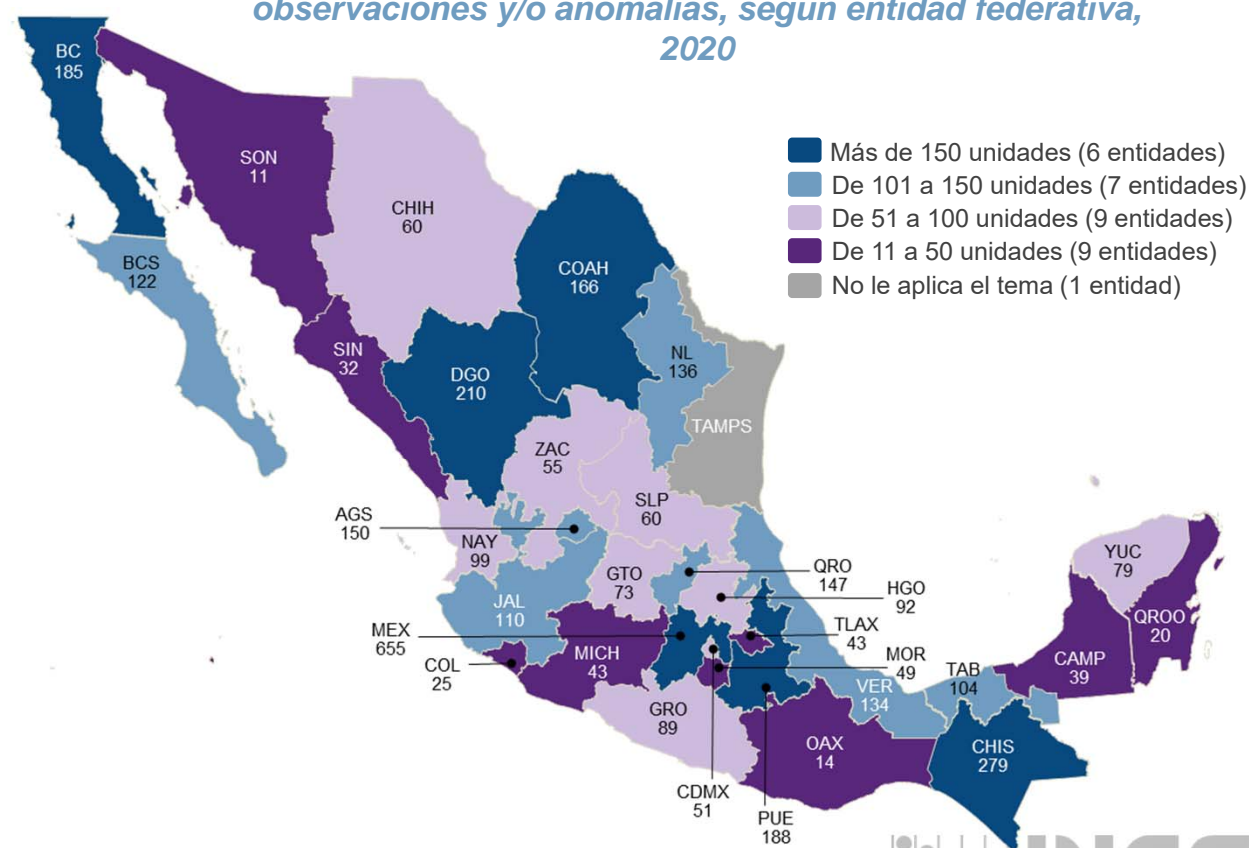 observaciones y/o anomalías, según entidad federativa,
2020
BC
185
SON
11
CHIH
60
Más de 150 unidades (6 entidades)
De 101 a 150 unidades (7 entidades)
De 51 a 100 unidades (9 entidades)
De 11 a 50 unidades (9 entidades)
No le aplica el tema (1 entidad)
BCS
122
COAH
166
SIN
32
DGO
210
NL
136
TAMPS
ZAC
55
SLP
60
AGS
150
NAY
99
GTO
73
QRO
147
HGO
92
YUC
79
JAL
110
MEX
655
TLAX
43
QROO
20
COL
25
MICH
43
MOR
49
CAMP
39
TAB
104
VER
134
GRO
89
OAX
14
CHIS
279
CDMX
51
PUE
188